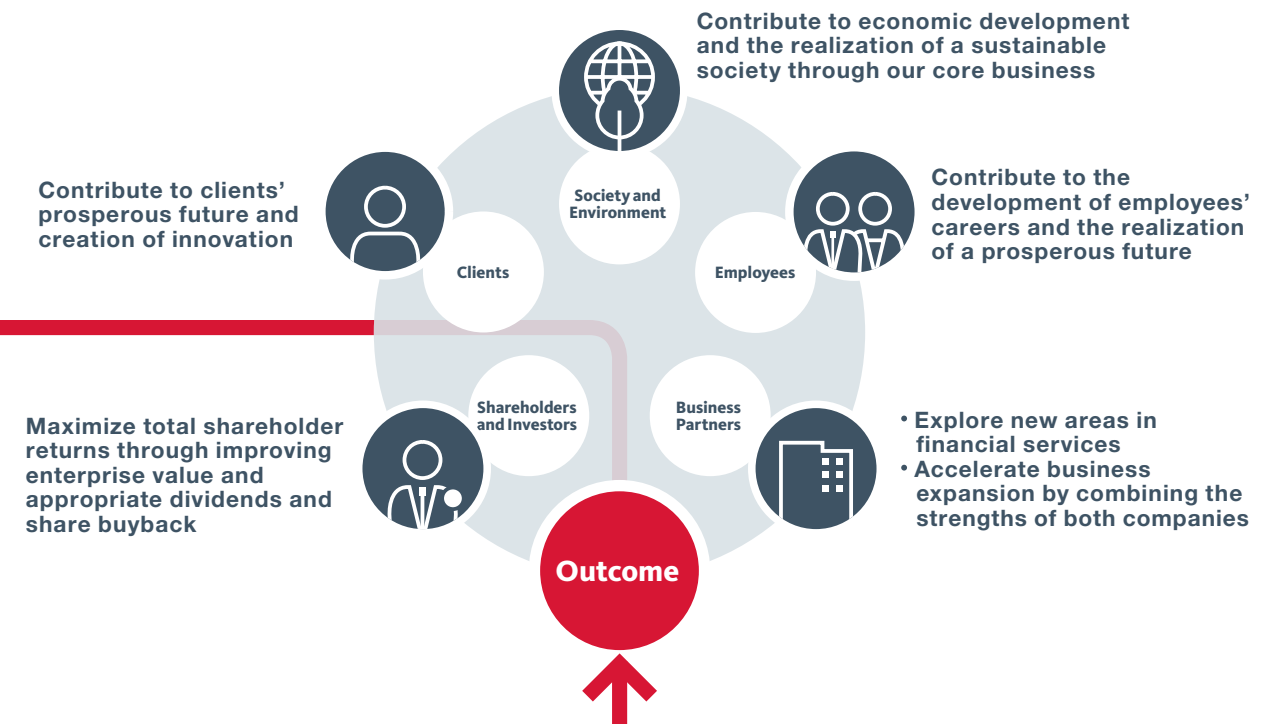 Contribute to economic development
and the realization of a sustainable
society through our core business
Society and
Environment
Contribute to clients’
prosperous future and
creation of innovation
Clients
Contribute to the
development of employees’
careers and the realization
of a prosperous future
Employees
Maximize total shareholder
returns through improving
enterprise value and
appropriate dividends and
share buyback
Shareholders
and Investors
Business
Partners
• Explore new areas in
financial services
• Accelerate business
expansion by combining the
strengths of both companies
Outcome